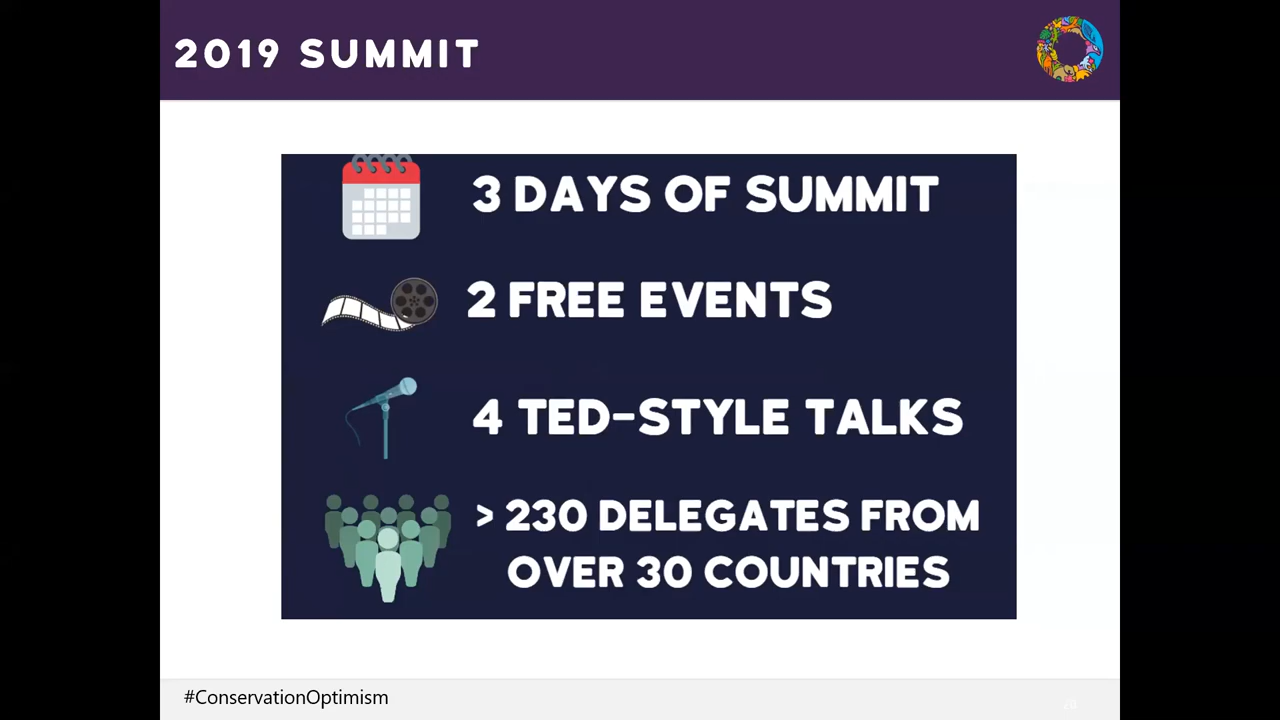 2019 SUMMIT
3 DAYS OF SUMMIT
2 FREE EVENTS
4 TED-STYLE TALKS
> 230 DELEGATES FROM
OVER 30 COUNTRIES
#ConservationOptimism